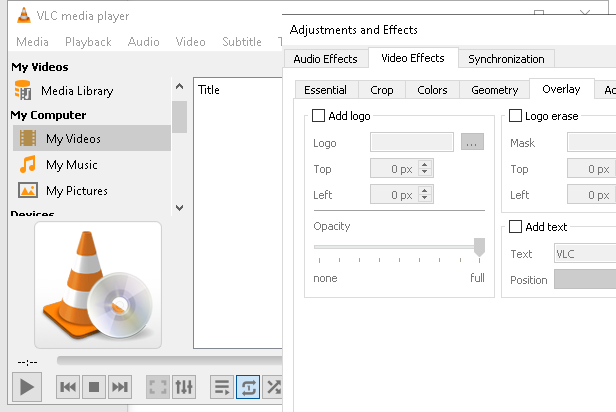 VLC media player
Media Playback Audio Video Subtitle
My Videos
Media Library
My Computer
My Videos
My Music
My Pictures
Devices
Title
--:--
Adjustments and Effects
Audio Effects Video Effects Synchronization
Essential Crop Colors Geometry Overlay
Add logo
Logo ...
Top 0 px
Left 0 px
Opacity
none full
Logo erase
Mask
Top 0 px
Left 0 px
Add text
Text VLC
Position